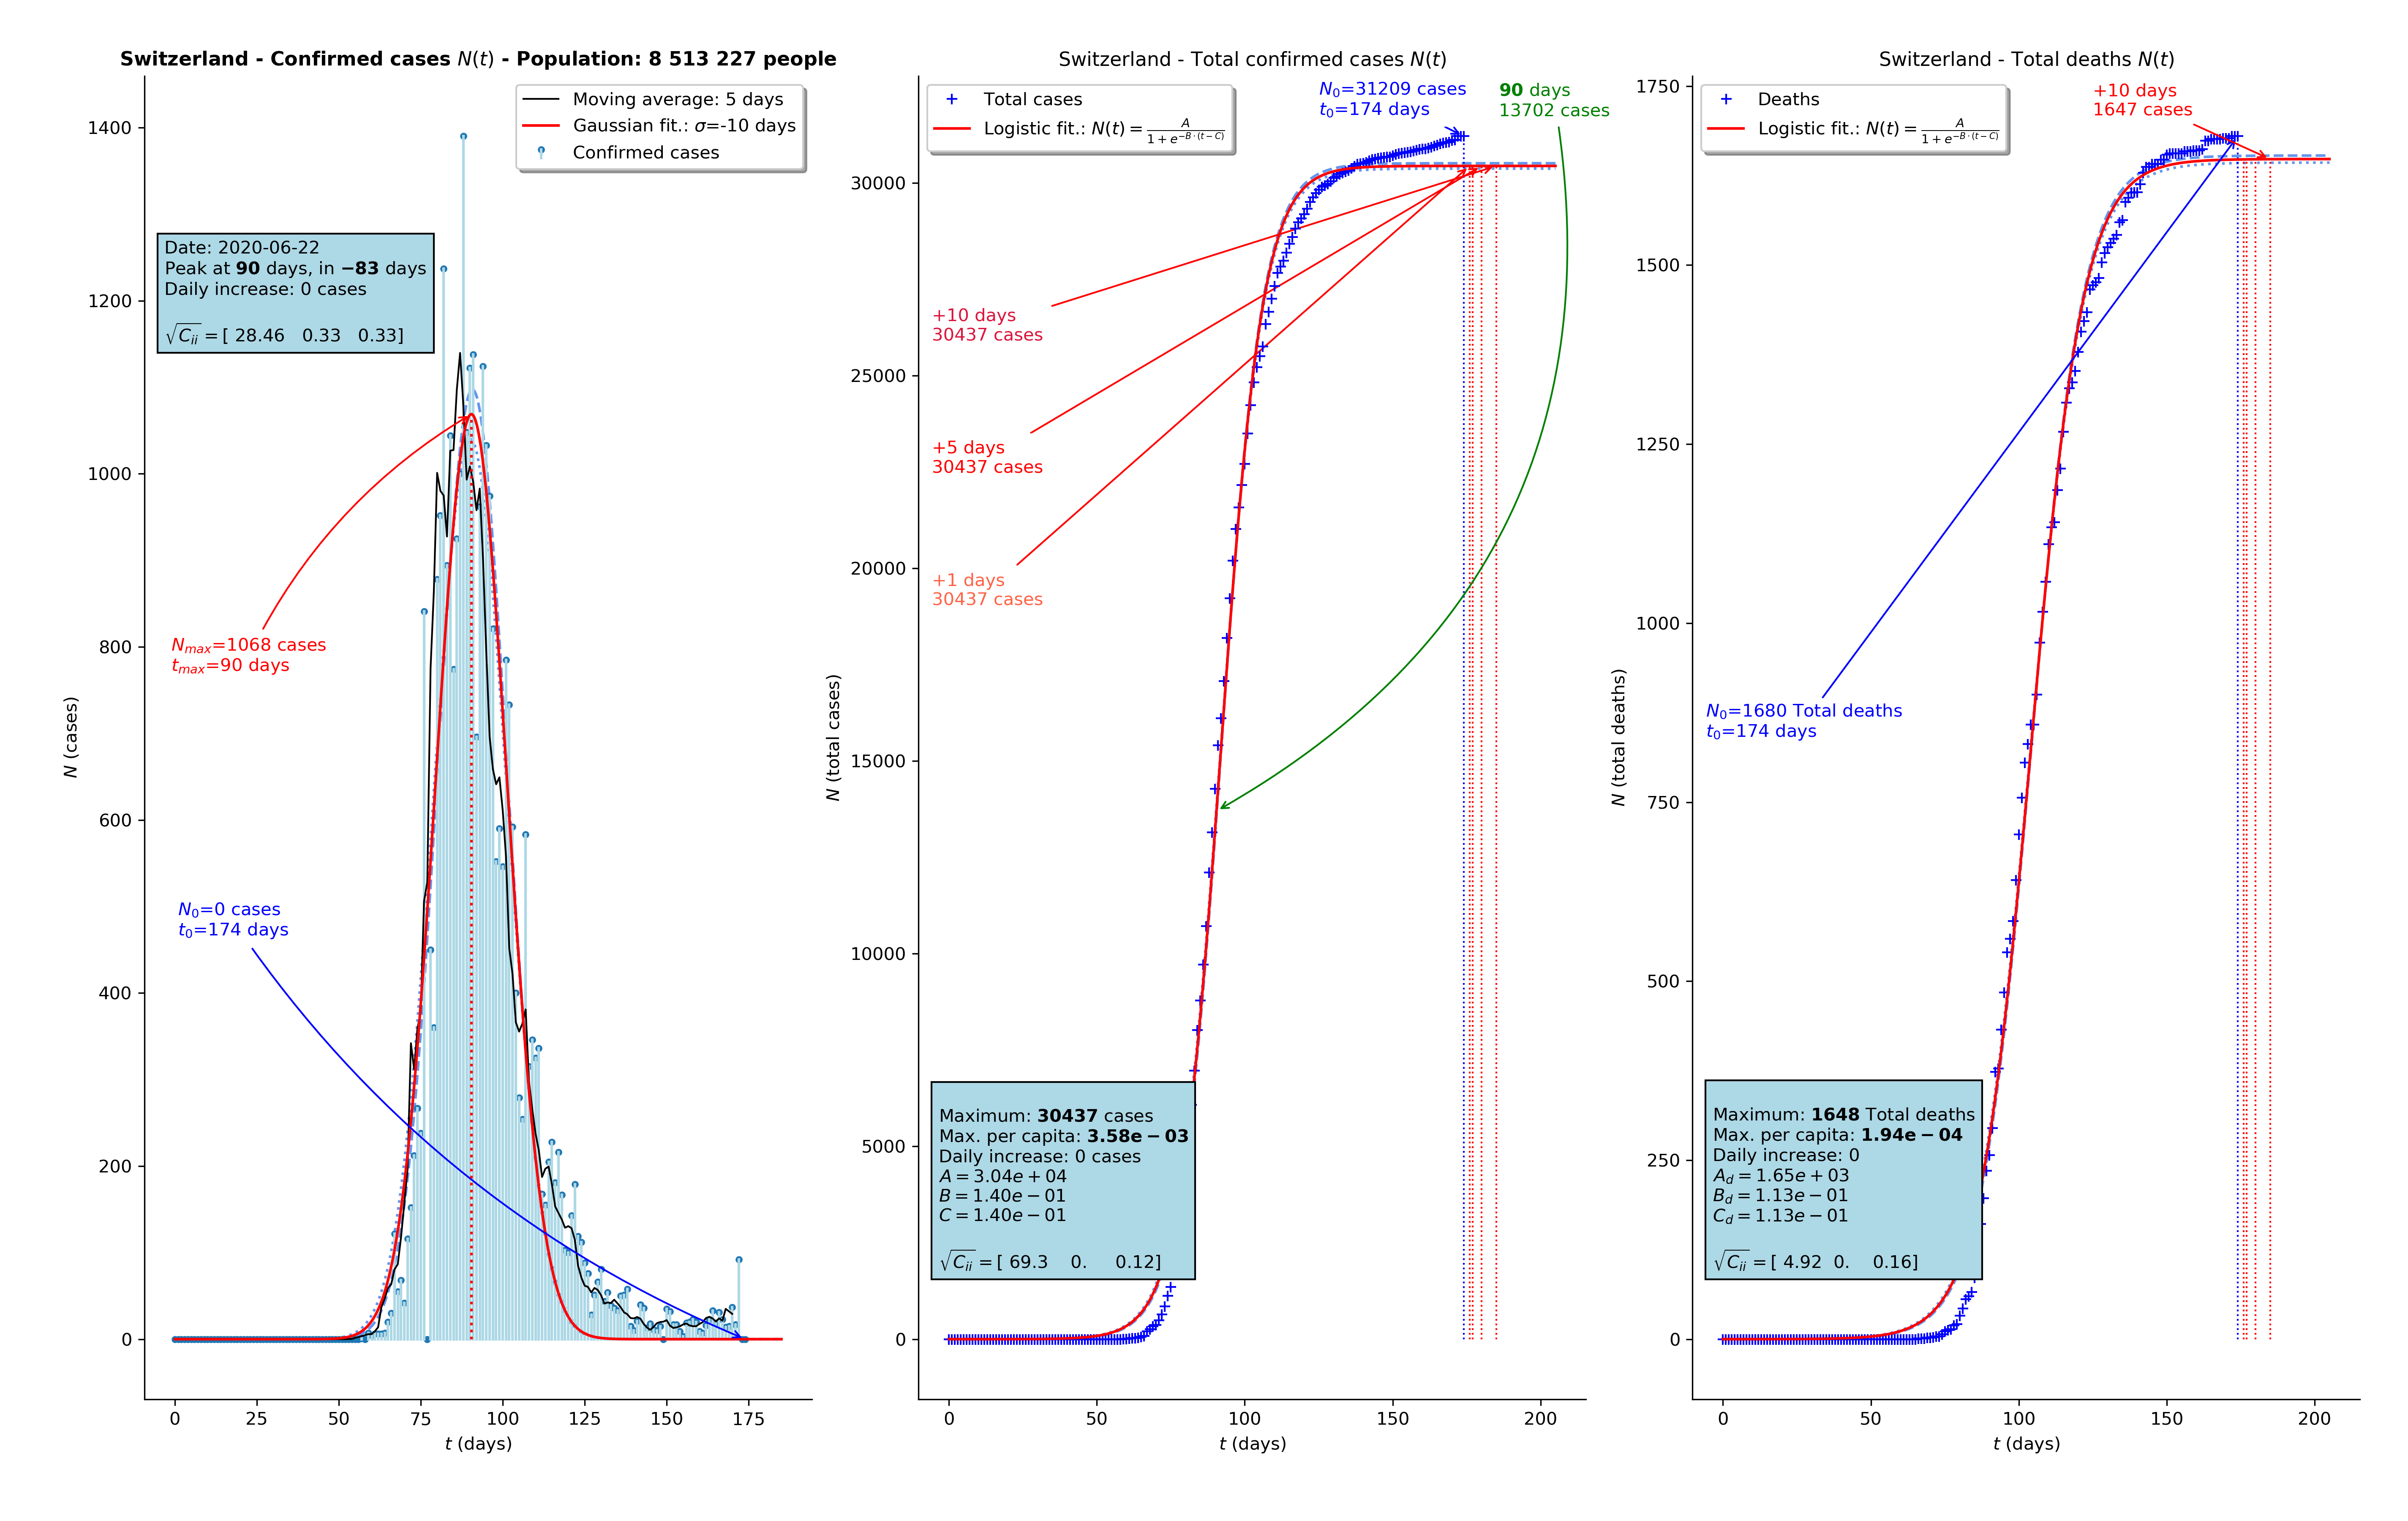 Switzerland - Confirmed cases N(t) - Population: 8 513 227 people
Moving average: 5 days
Gaussian fit.: σ=-10 days
Confirmed cases
Date: 2020-06-22
Peak at 90 days, in −83 days
Daily increase: 0 cases
√C_ii = [ 28.46 0.33 0.33]
N_max=1068 cases
t_max=90 days
N_0=0 cases
t_0=174 days
1400
1200
1000
800
600
400
200
0
N (cases)
0 25 50 75 100 125 150 175
t (days)
Switzerland - Total confirmed cases N(t)
Total cases
Logistic fit.: N(t) = A / (1 + e^{−B·(t−C)})
N_0=31209 cases
t_0=174 days
90 days
13702 cases
+10 days
30437 cases
+5 days
30437 cases
+1 days
30437 cases
Maximum: 30437 cases
Max. per capita: 3.58e − 03
Daily increase: 0 cases
A = 3.04e + 04
B = 1.40e − 01
C = 1.40e − 01
√C_ii = [ 69.3 0. 0.12]
30000
25000
20000
15000
10000
5000
0
N (total cases)
0 50 100 150 200
t (days)
Switzerland - Total deaths N(t)
Deaths
Logistic fit.: N(t) = A / (1 + e^{−B·(t−C)})
+10 days
1647 cases
N_0=1680 Total deaths
t_0=174 days
Maximum: 1648 Total deaths
Max. per capita: 1.94e − 04
Daily increase: 0
A_d = 1.65e + 03
B_d = 1.13e − 01
C_d = 1.13e − 01
√C_ii = [ 4.92 0. 0.16]
1750
1500
1250
1000
750
500
250
0
N (total deaths)
0 50 100 150 200
t (days)